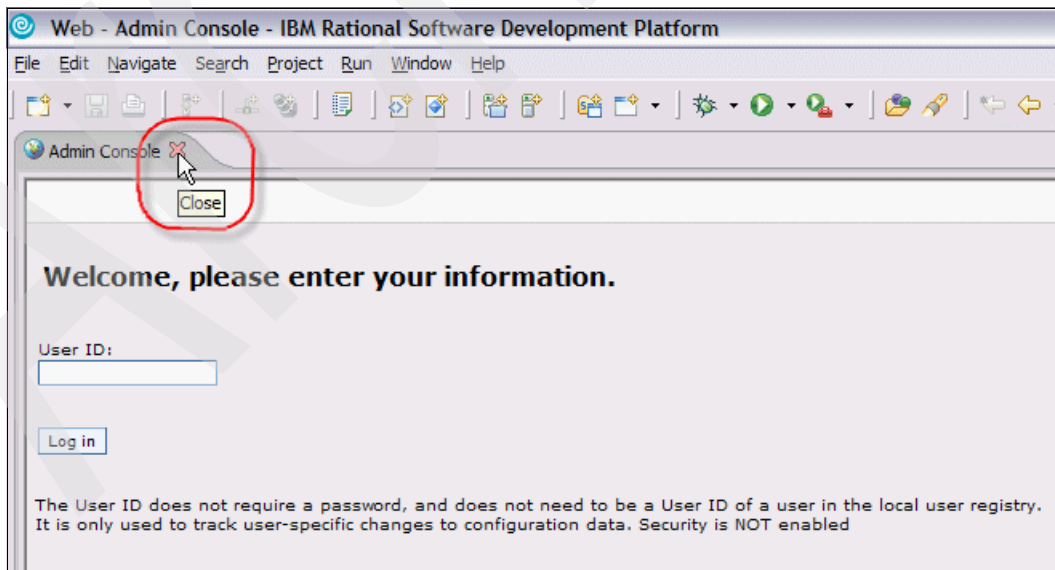 Web - Admin Console - IBM Rational Software Development Platform
File Edit Navigate Search Project Run Window Help
Admin Console
Close
Welcome, please enter your information.
User ID:
Log in
The User ID does not require a password, and does not need to be a User ID of a user in the local user registry.
It is only used to track user-specific changes to configuration data. Security is NOT enabled